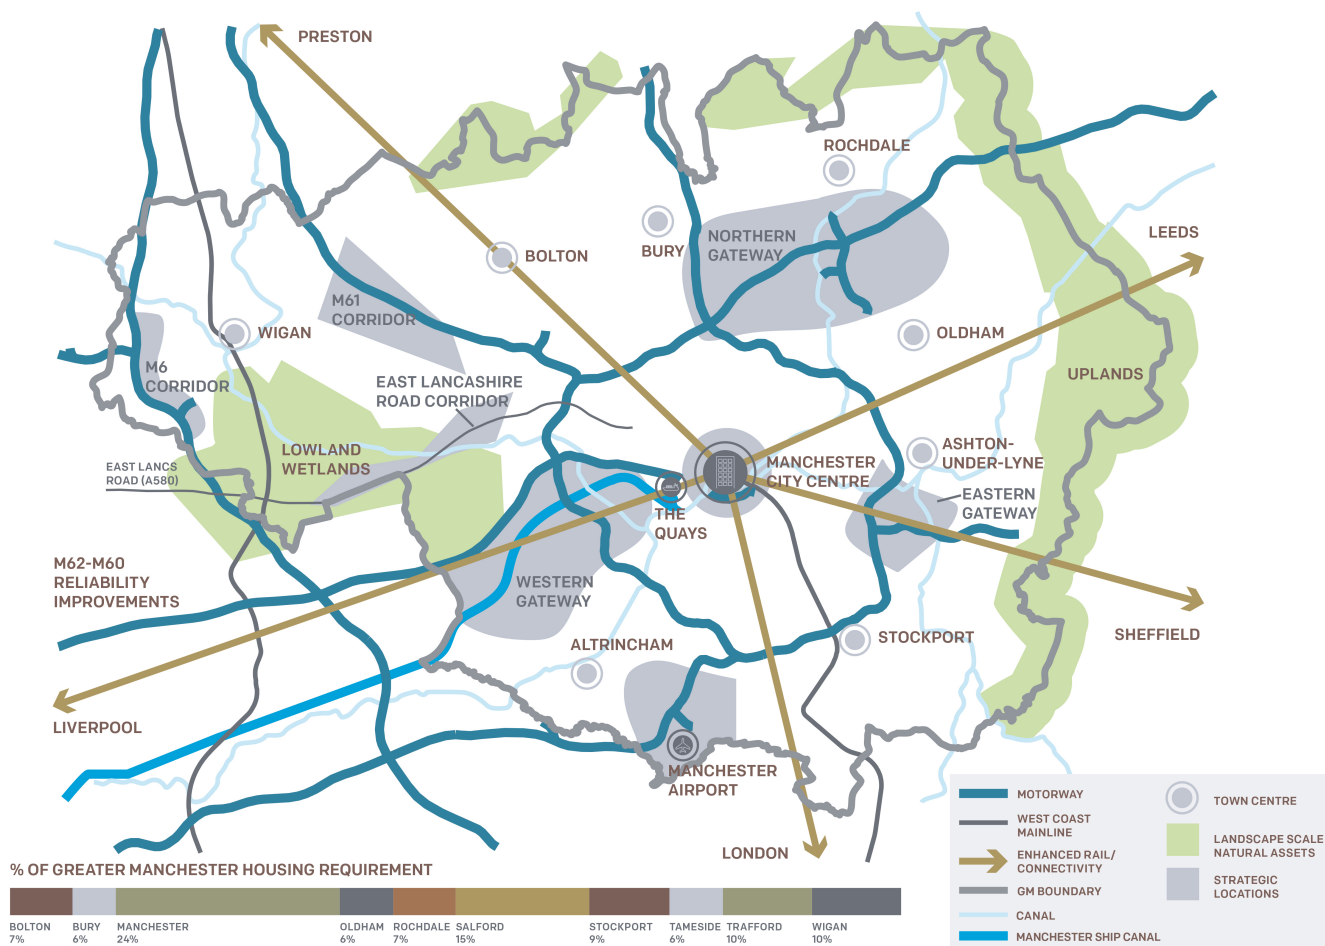 PRESTON
ROCHDALE
LEEDS
BURY
NORTHERN
GATEWAY
BOLTON
M61
CORRIDOR
WIGAN
OLDHAM
M6
CORRIDOR
UPLANDS
EAST LANCASHIRE
ROAD CORRIDOR
LOWLAND
WETLANDS
EAST LANCS
ROAD (A580)
MANCHESTER
CITY CENTRE
ASHTON-
UNDER-LYNE
EASTERN
GATEWAY
THE
QUAYS
M62-M60
RELIABILITY
IMPROVEMENTS
WESTERN
GATEWAY
ALTRINCHAM
STOCKPORT
SHEFFIELD
LIVERPOOL
MANCHESTER
AIRPORT
LONDON
MOTORWAY
WEST COAST
MAINLINE
ENHANCED RAIL/
CONNECTIVITY
GM BOUNDARY
CANAL
MANCHESTER SHIP CANAL
TOWN CENTRE
LANDSCAPE SCALE
NATURAL ASSETS
STRATEGIC
LOCATIONS
% OF GREATER MANCHESTER HOUSING REQUIREMENT
BOLTON
7%
BURY
6%
MANCHESTER
24%
OLDHAM
6%
ROCHDALE
7%
SALFORD
15%
STOCKPORT
9%
TAMESIDE
6%
TRAFFORD
10%
WIGAN
10%